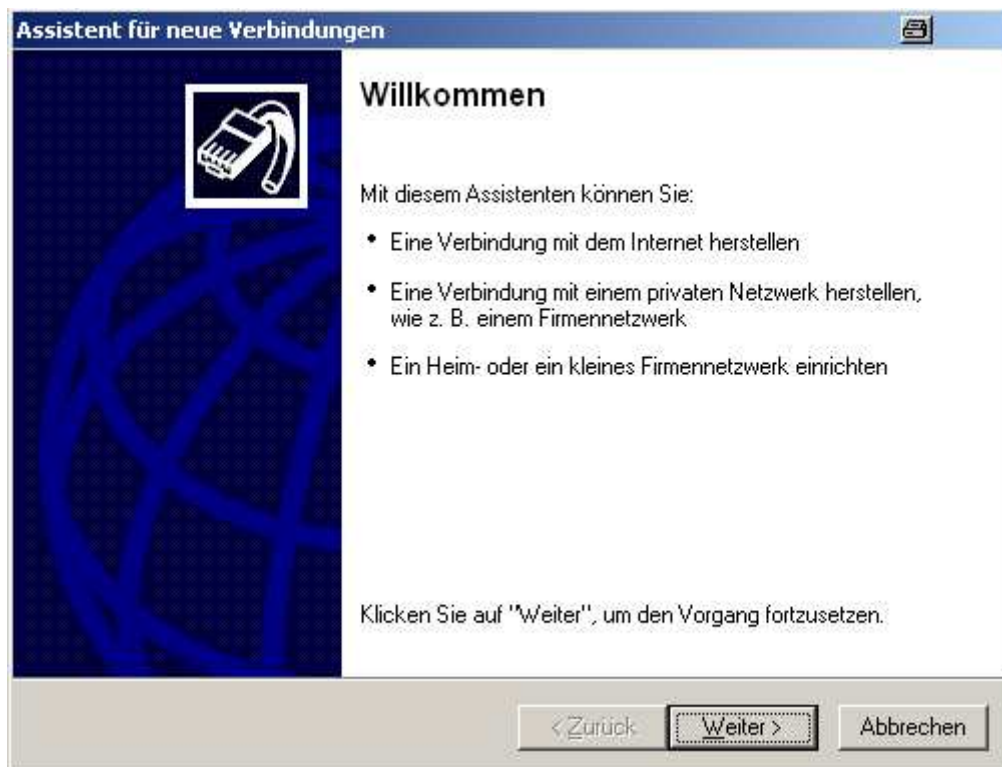 Assistent für neue Verbindungen
Willkommen
Mit diesem Assistenten können Sie:
• Eine Verbindung mit dem Internet herstellen
• Eine Verbindung mit einem privaten Netzwerk herstellen,
wie z. B. einem Firmennetzwerk
• Ein Heim- oder ein kleines Firmennetzwerk einrichten
Klicken Sie auf "Weiter", um den Vorgang fortzusetzen.
< Zurück Weiter > Abbrechen